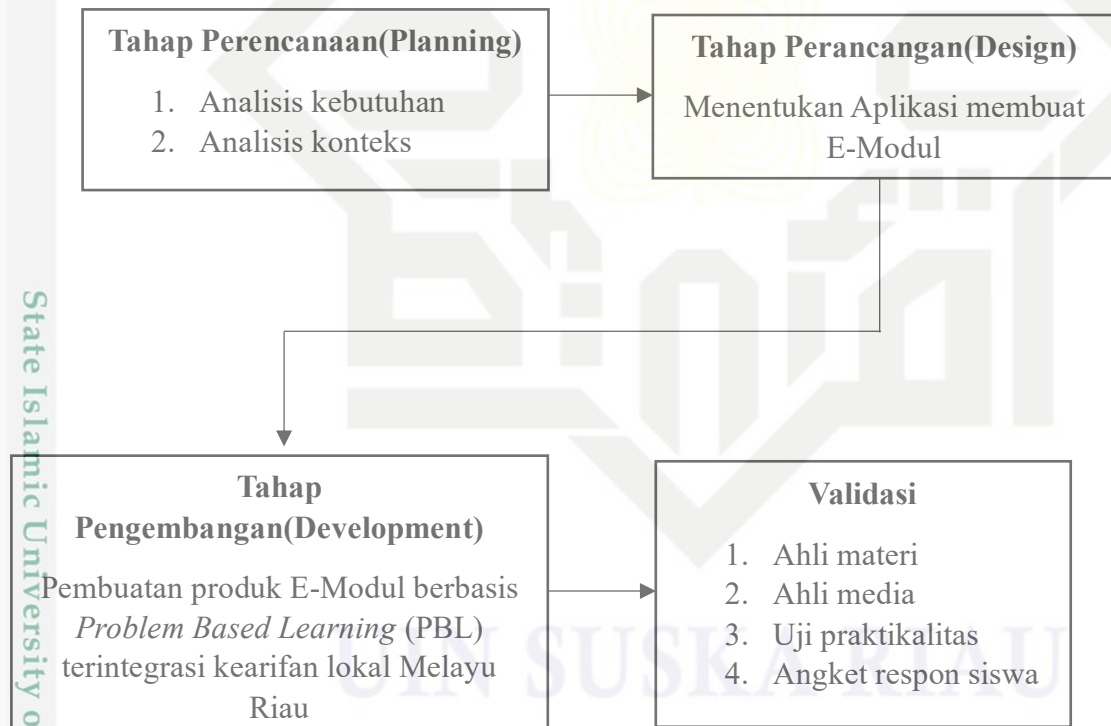 Tahap Perencanaan(Planning)
1. Analisis kebutuhan
2. Analisis konteks
Tahap Perancangan(Design)
Menentukan Aplikasi membuat
E-Modul
Tahap
Pengembangan(Development)
Pembuatan produk E-Modul berbasis
Problem Based Learning (PBL)
terintegrasi kearifan lokal Melayu
Riau
Validasi
1. Ahli materi
2. Ahli media
3. Uji praktikalitas
4. Angket respon siswa
State Islamic University o
UIN SUSKA RIAU